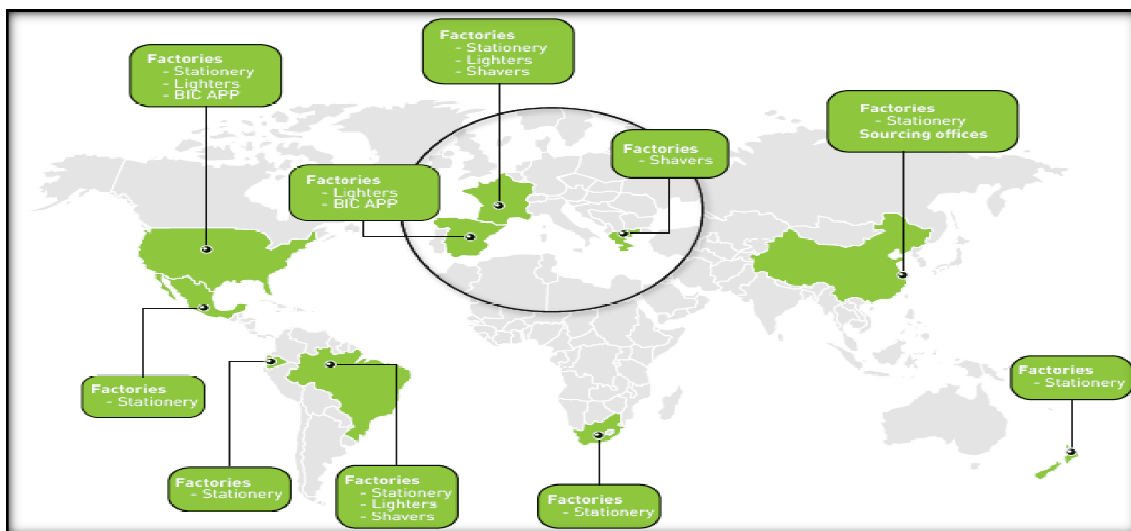 Factories
- Stationery
- Lighters
- BIC APP
Factories
- Stationery
- Lighters
- Shavers
Factories
- Stationery
Sourcing offices
Factories
- Shavers
Factories
- Lighters
- BIC APP
Factories
- Stationery
Factories
- Stationery
Factories
- Stationery
Factories
- Stationery
- Lighters
- Shavers
Factories
- Stationery